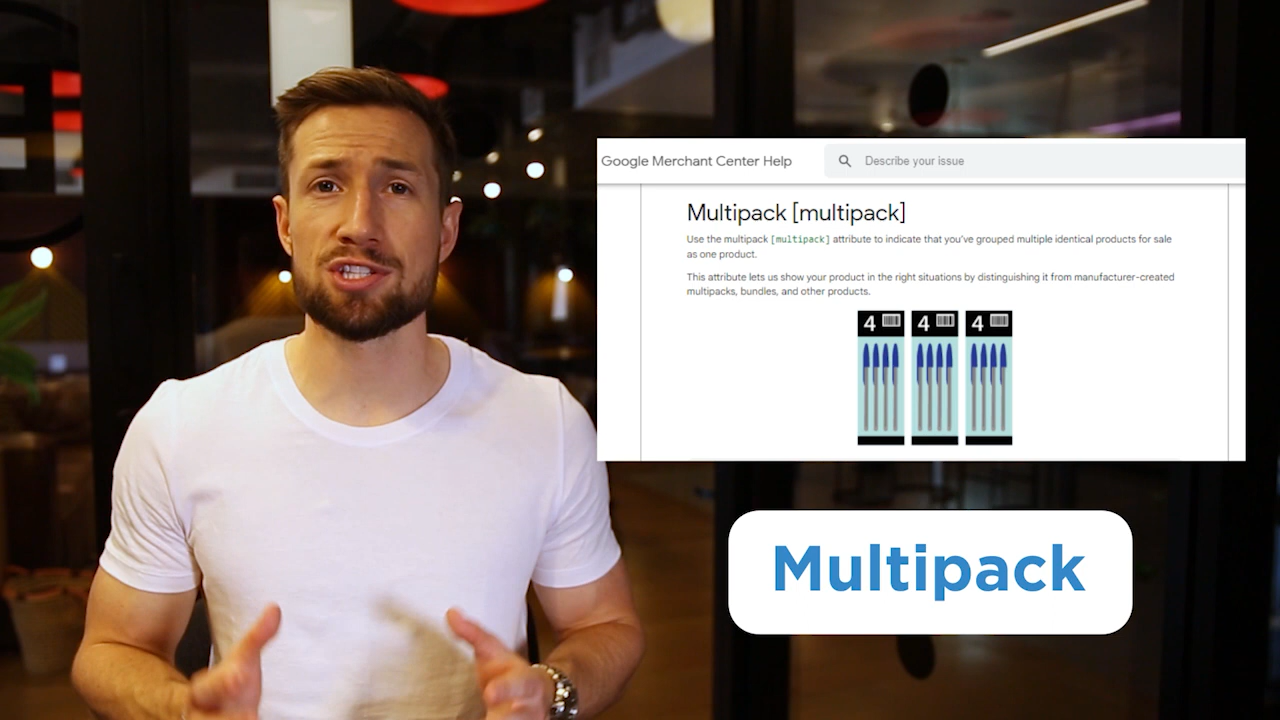 Google Merchant Center Help
Describe your issue
Multipack [multipack]
Use the multipack [multipack] attribute to indicate that you've grouped multiple identical products for sale
as one product.
This attribute lets us show your product in the right situations by distinguishing it from manufacturer-created
multipacks, bundles, and other products.
4 4 4
Multipack